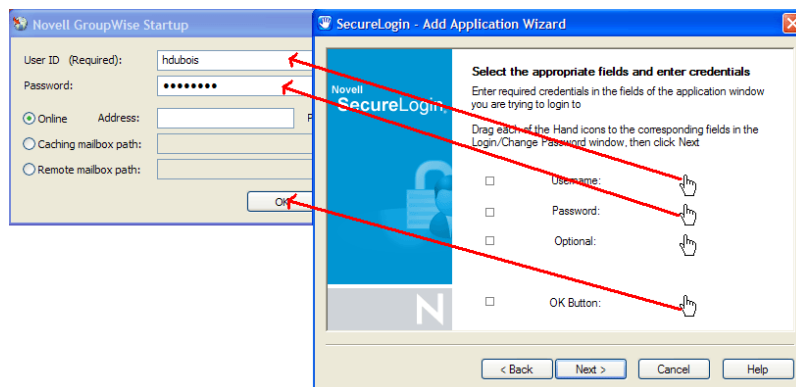 Novell GroupWise Startup
User ID (Required):
hdubois
Password:
••••••••
Online
Address:
Caching mailbox path:
Remote mailbox path:
OK
SecureLogin - Add Application Wizard
Novell
SecureLogin
N
Select the appropriate fields and enter credentials
Enter required credentials in the fields of the application window
you are trying to login to
Drag each of the Hand icons to the corresponding fields in the
Login/Change Password window, then click Next
Username:
Password:
Optional:
OK Button:
< Back
Next >
Cancel
Help